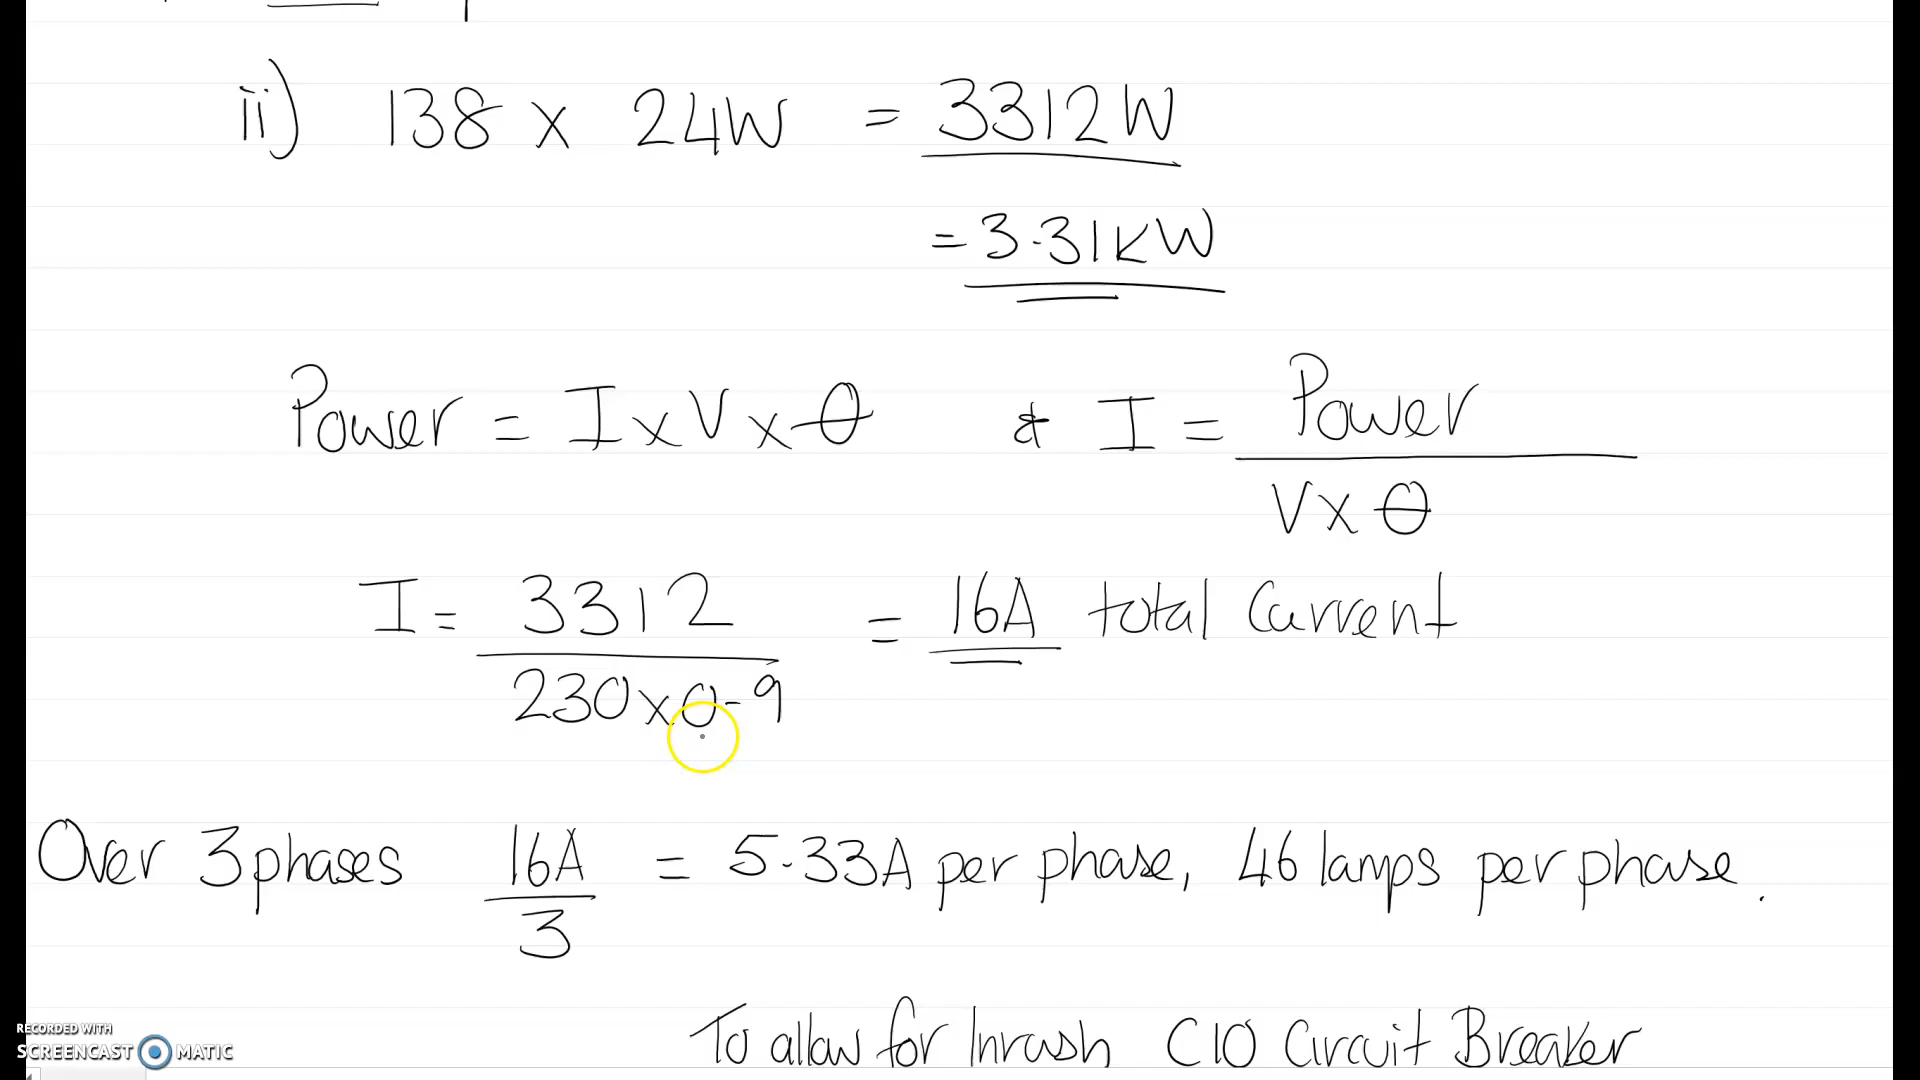 ii) 138 x 24W = 3312W
= 3.31KW
Power = I x V x θ & I = Power
V x θ
I = 3312 = 16A total Current
230 x 0.9
Over 3 phases 16A = 5.33A per phase, 46 lamps per phase.
3
To allow for Inrush C10 Circuit Breaker
RECORDED WITH
SCREENCAST MATIC